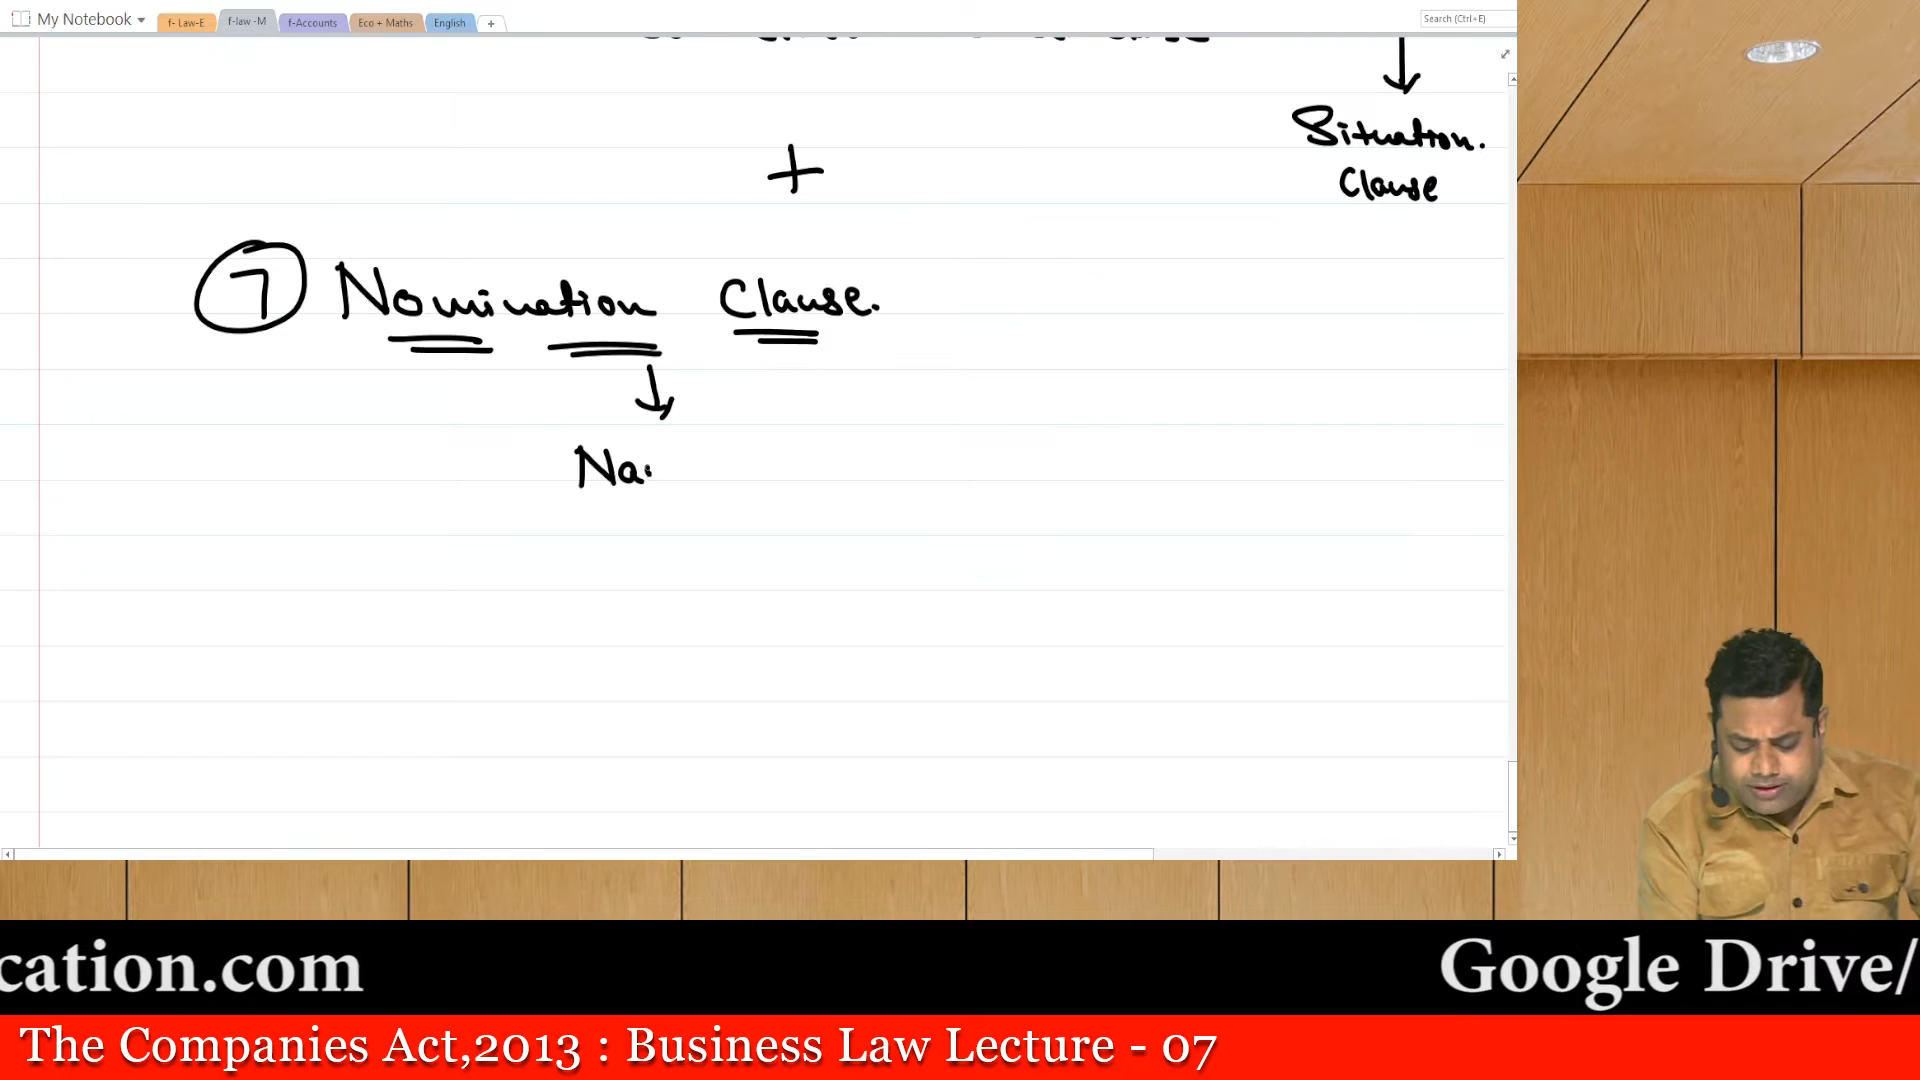 My Notebook
f- Law-E
f-law -M
f-Accounts
Eco + Maths
English
+
Search (Ctrl+E)
Situation.
Clause
+
7 Nomination Clause.
Na
cation.com
Google Drive/
The Companies Act,2013 : Business Law Lecture - 07